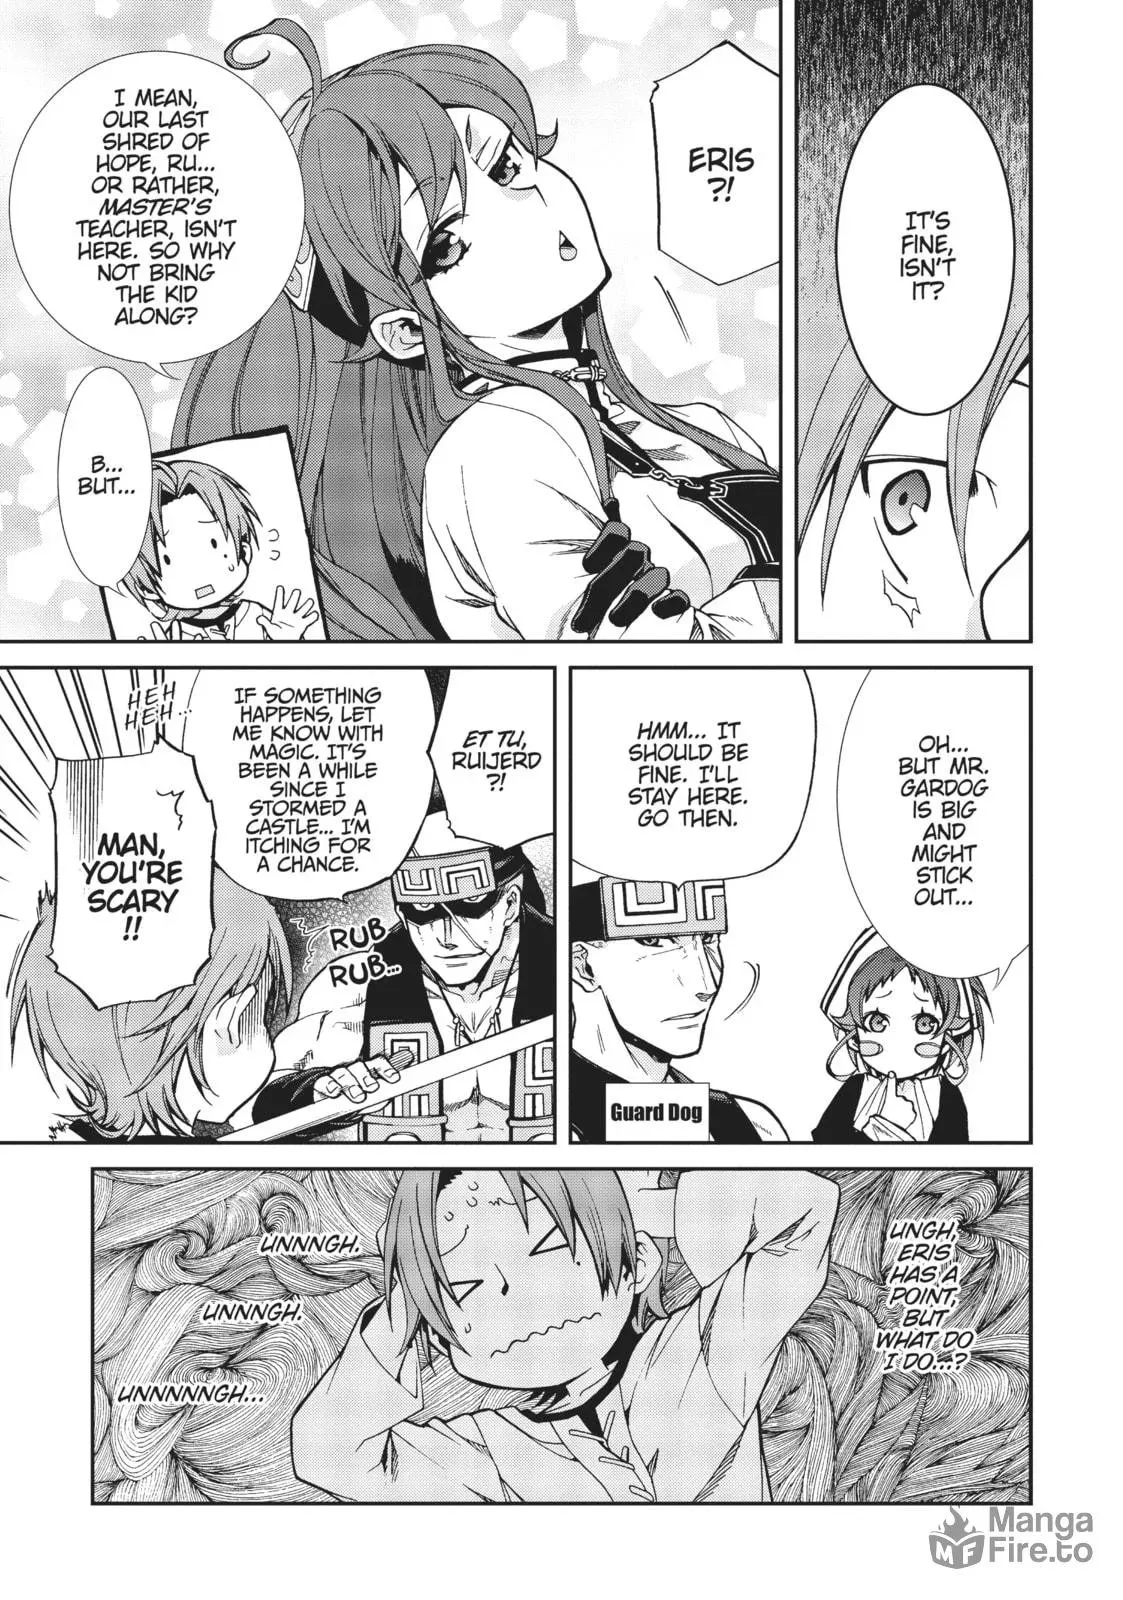 IT'S
FINE,
ISN'T
IT?
ERIS
?!
I MEAN,
OUR LAST
SHRED OF
HOPE, RU...
OR RATHER,
MASTER'S
TEACHER, ISN'T
HERE. SO WHY
NOT BRING
THE KID
ALONG?
B...
BUT...
OH...
BUT MR.
GARDOG
IS BIG
AND
MIGHT
STICK
OUT...
HMM... IT
SHOULD BE
FINE. I'LL
STAY HERE.
GO THEN.
Guard Dog
ET TU,
RUIJERD
?!
IF SOMETHING
HAPPENS, LET
ME KNOW WITH
MAGIC. IT'S
BEEN A WHILE
SINCE I
STORMED A
CASTLE... I'M
ITCHING FOR
A CHANCE.
RUB
RUB...
HEH
HEH...
MAN,
YOU'RE
SCARY
!!
UNGH,
ERIS
HAS A
POINT,
BUT
WHAT DO
I DO...?
UNNNGH.
UNNNGH.
UNNNNNGH...
Manga
Fire.to
MF